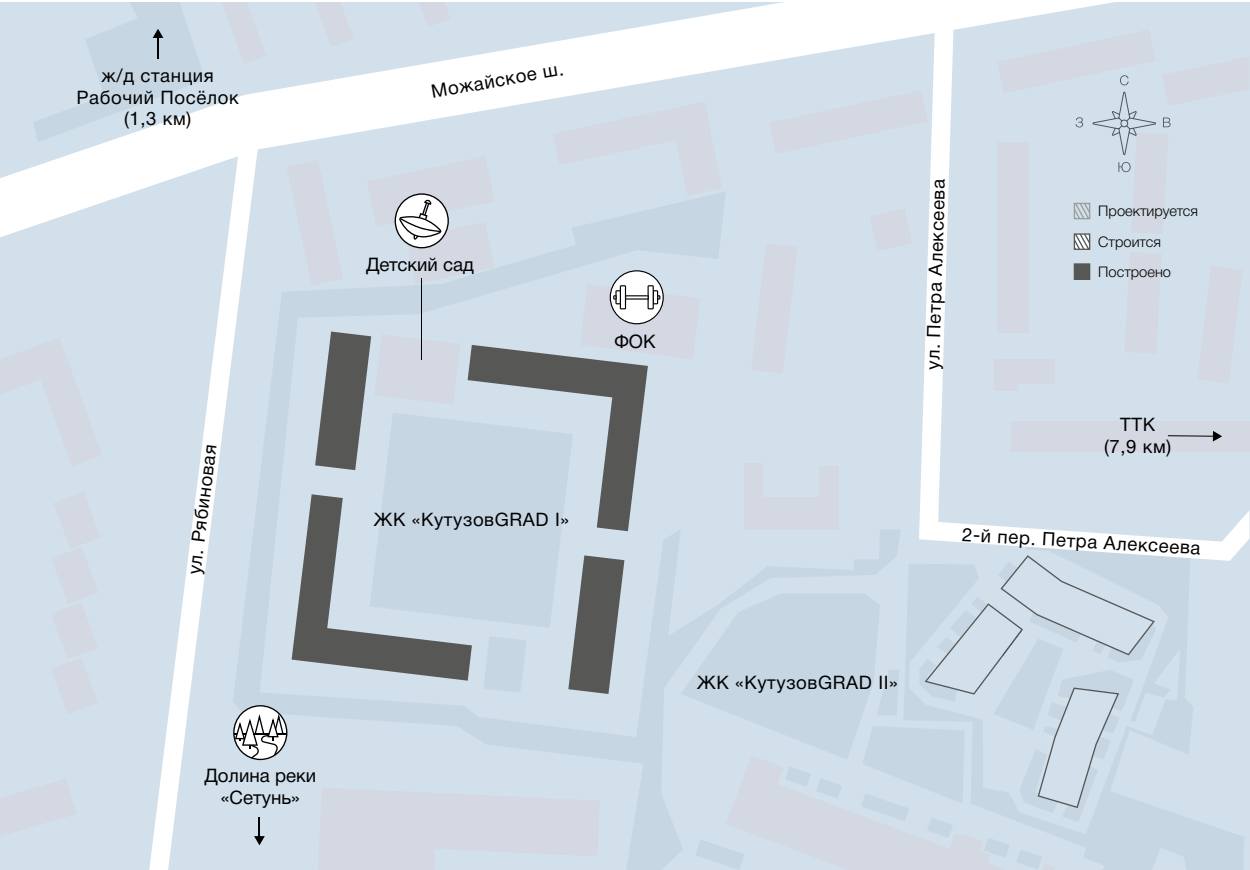 ж/д станция
Рабочий Посёлок
(1,3 км)
Можайское ш.
С
З
В
Ю
Проектируется
Строится
Построено
ул. Петра Алексеева
Детский сад
ФОК
ТТК
(7,9 км)
ул. Рябиновая
ЖК «КутузовGRAD I»
2-й пер. Петра Алексеева
ЖК «КутузовGRAD II»
Долина реки
«Сетунь»